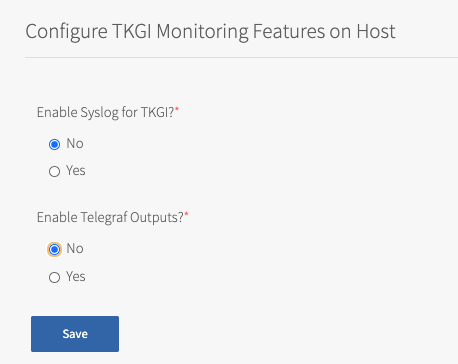 Configure TKGI Monitoring Features on Host
Enable Syslog for TKGI?*
No
Yes
Enable Telegraf Outputs?*
No
Yes
Save